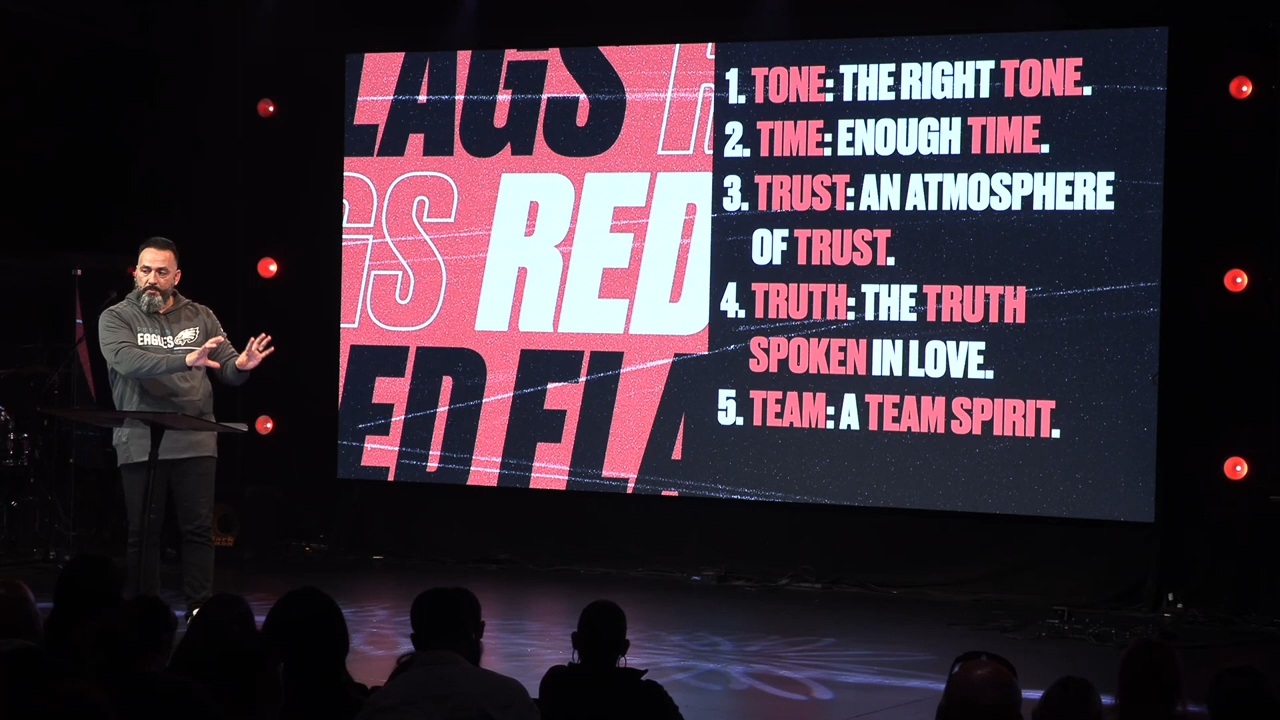 LAGS R
GS RED
ED FLA
1. TONE: THE RIGHT TONE.
2. TIME: ENOUGH TIME.
3. TRUST: AN ATMOSPHERE
OF TRUST.
4. TRUTH: THE TRUTH
SPOKEN IN LOVE.
5. TEAM: A TEAM SPIRIT.
EAGLES